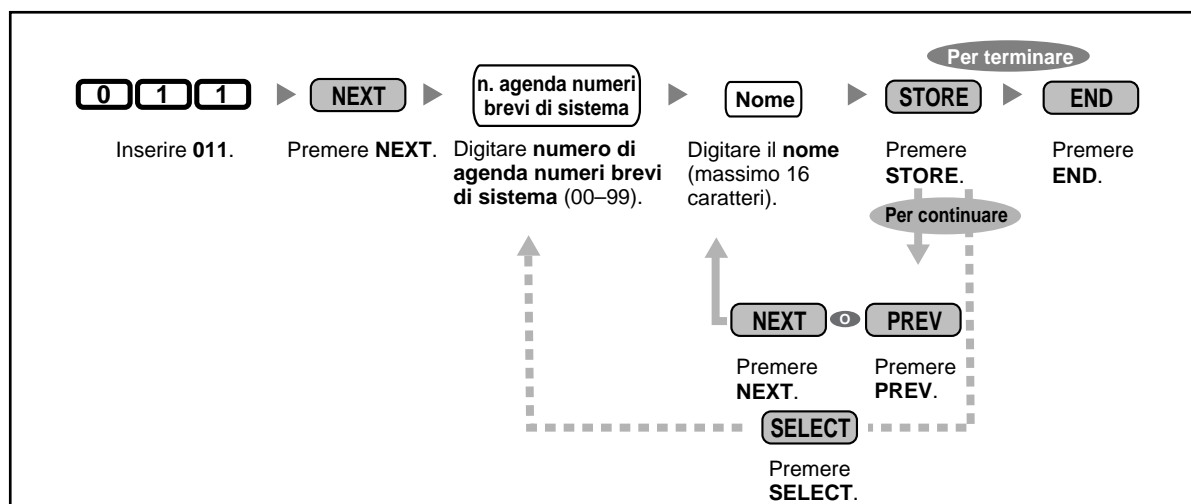 Per terminare
0 1 1
NEXT
n. agenda numeri
brevi di sistema
Nome
STORE
END
Inserire 011.
Premere NEXT.
Digitare numero di
agenda numeri brevi
di sistema (00–99).
Digitare il nome
(massimo 16
caratteri).
Premere
STORE.
Premere
END.
Per continuare
NEXT
O
PREV
Premere
NEXT.
Premere
PREV.
SELECT
Premere
SELECT.